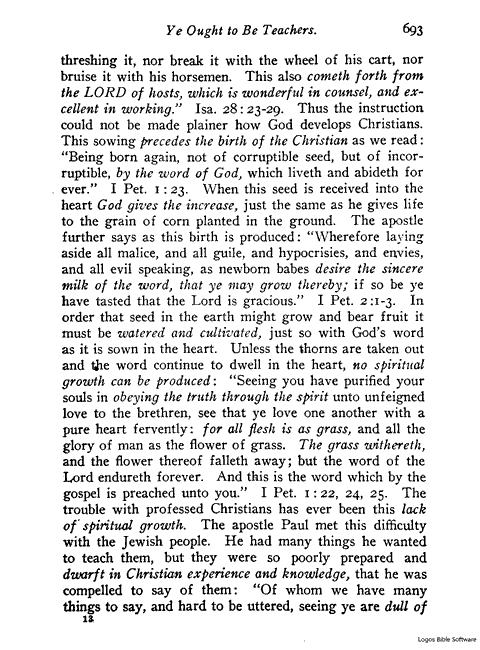 Ye Ought to Be Teachers. 693
threshing it, nor break it with the wheel of his cart, nor
bruise it with his horsemen. This also cometh forth from
the LORD of hosts, which is wonderful in counsel, and ex-
cellent in working." Isa. 28:23-29. Thus the instruction
could not be made plainer how God develops Christians.
This sowing precedes the birth of the Christian as we read:
"Being born again, not of corruptible seed, but of incor-
ruptible, by the word of God, which liveth and abideth for
ever." I Pet. 1:23. When this seed is received into the
heart God gives the increase, just the same as he gives life
to the grain of corn planted in the ground. The apostle
further says as this birth is produced: "Wherefore laying
aside all malice, and all guile, and hypocrisies, and envies,
and all evil speaking, as newborn babes desire the sincere
milk of the word, that ye may grow thereby; if so be ye
have tasted that the Lord is gracious." I Pet. 2:1-3. In
order that seed in the earth might grow and bear fruit it
must be watered and cultivated, just so with God's word
as it is sown in the heart. Unless the thorns are taken out
and the word continue to dwell in the heart, no spiritual
growth can be produced: "Seeing you have purified your
souls in obeying the truth through the spirit unto unfeigned
love to the brethren, see that ye love one another with a
pure heart fervently: for all flesh is as grass, and all the
glory of man as the flower of grass. The grass withereth,
and the flower thereof falleth away; but the word of the
Lord endureth forever. And this is the word which by the
gospel is preached unto you." I Pet. 1:22, 24, 25. The
trouble with professed Christians has ever been this lack
of spiritual growth. The apostle Paul met this difficulty
with the Jewish people. He had many things he wanted
to teach them, but they were so poorly prepared and
dwarft in Christian experience and knowledge, that he was
compelled to say of them: "Of whom we have many
things to say, and hard to be uttered, seeing ye are dull of
12
Logos Bible Software